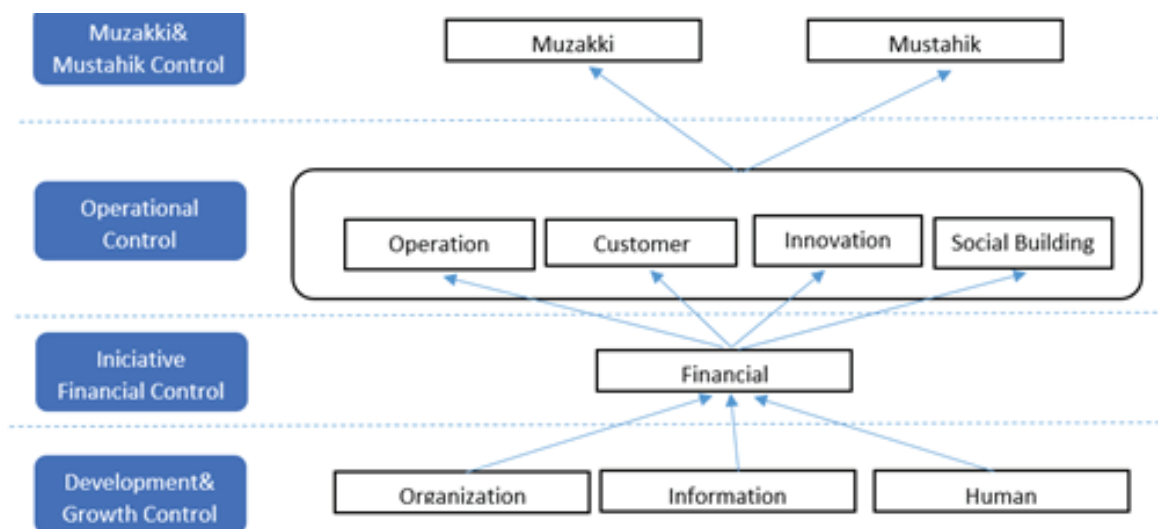 Muzakki&
Mustahik Control
Muzakki
Mustahik
Operational
Control
Operation
Customer
Innovation
Social Building
Iniciative
Financial Control
Financial
Development&
Growth Control
Organization
Information
Human